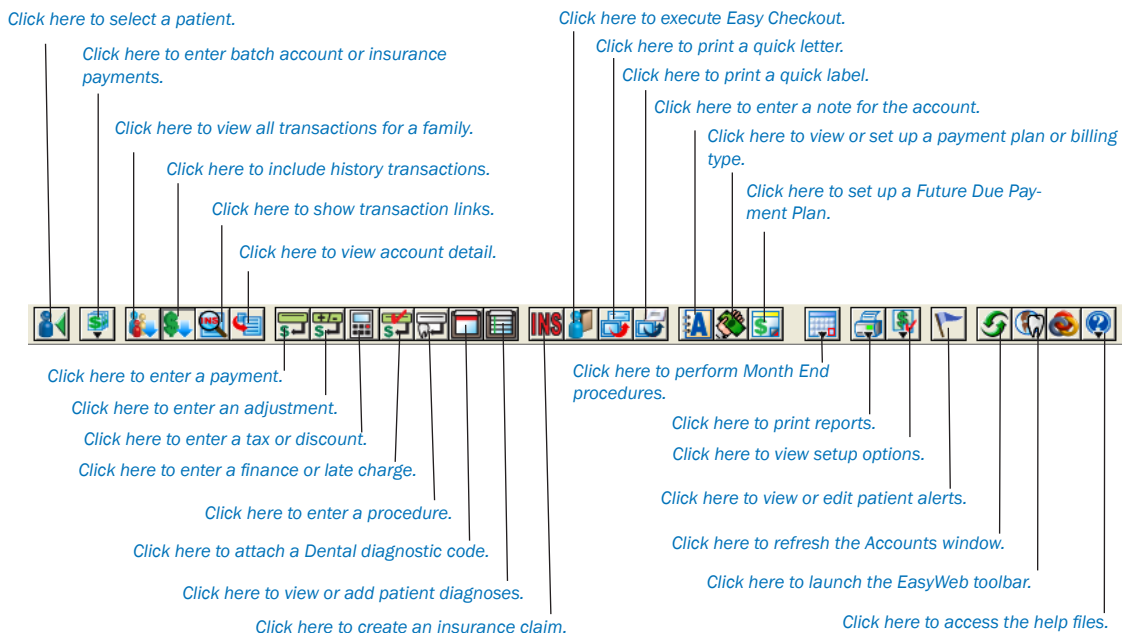 Click here to select a patient.
Click here to enter batch account or insurance
payments.
Click here to view all transactions for a family.
Click here to include history transactions.
Click here to show transaction links.
Click here to view account detail.
Click here to execute Easy Checkout.
Click here to print a quick letter.
Click here to print a quick label.
Click here to enter a note for the account.
Click here to view or set up a payment plan or billing
type.
Click here to set up a Future Due Pay-
ment Plan.
INS
INS
A
Click here to enter a payment.
Click here to enter an adjustment.
Click here to enter a tax or discount.
Click here to enter a finance or late charge.
Click here to enter a procedure.
Click here to attach a Dental diagnostic code.
Click here to view or add patient diagnoses.
Click here to create an insurance claim.
Click here to perform Month End
procedures.
Click here to print reports.
Click here to view setup options.
Click here to view or edit patient alerts.
Click here to refresh the Accounts window.
Click here to launch the EasyWeb toolbar.
Click here to access the help files.